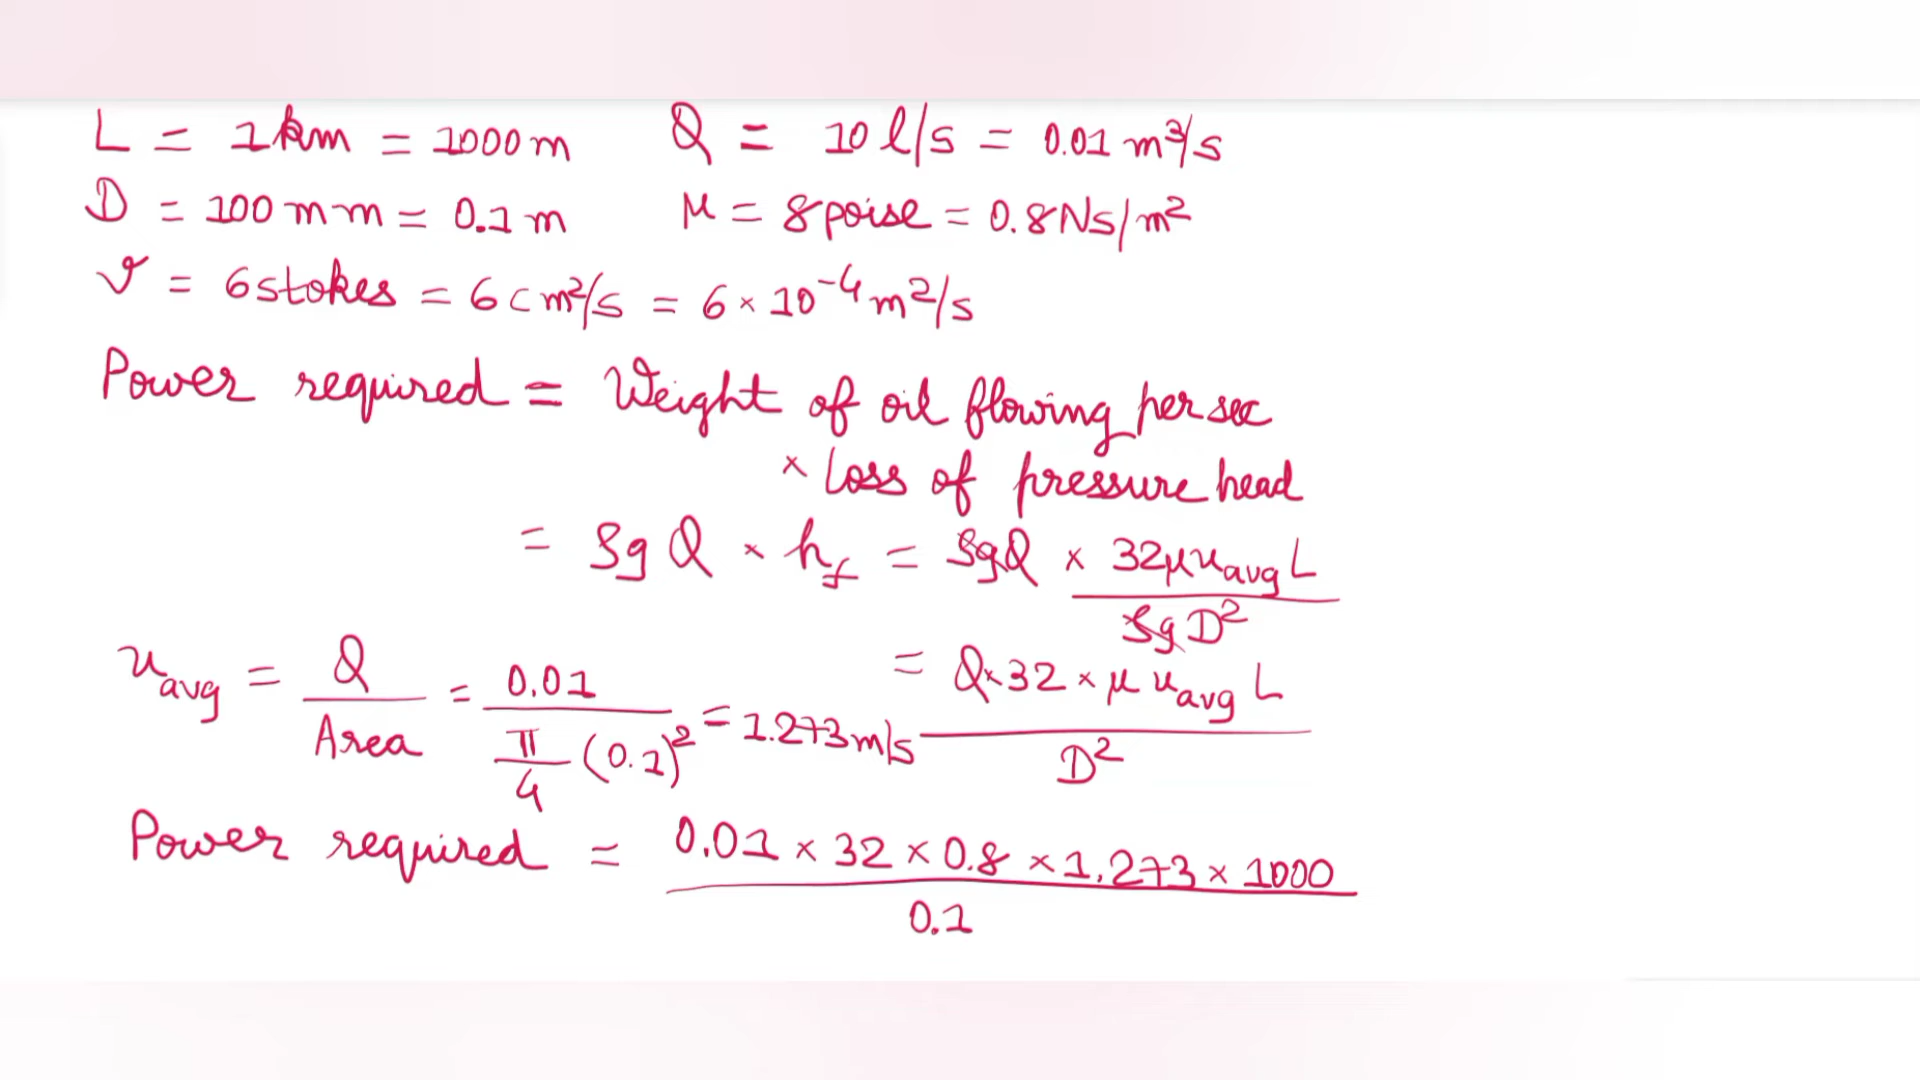 L = 1km = 1000m Q = 10 l/s = 0.01 m³/s
D = 100 mm = 0.1m μ = 8 poise = 0.8 Ns/m²
ν = 6 stokes = 6 cm²/s = 6 × 10⁻⁴ m²/s
Power required = Weight of oil flowing per sec
× Loss of pressure head
= ρg Q × h_f = ρgQ × 32μu_avg L / ρg D²
u_avg = Q / Area = 0.01 / π/4 (0.1)² = 1.273 m/s = Q × 32 × μ u_avg L / D²
Power required = 0.01 × 32 × 0.8 × 1.273 × 1000 / 0.1